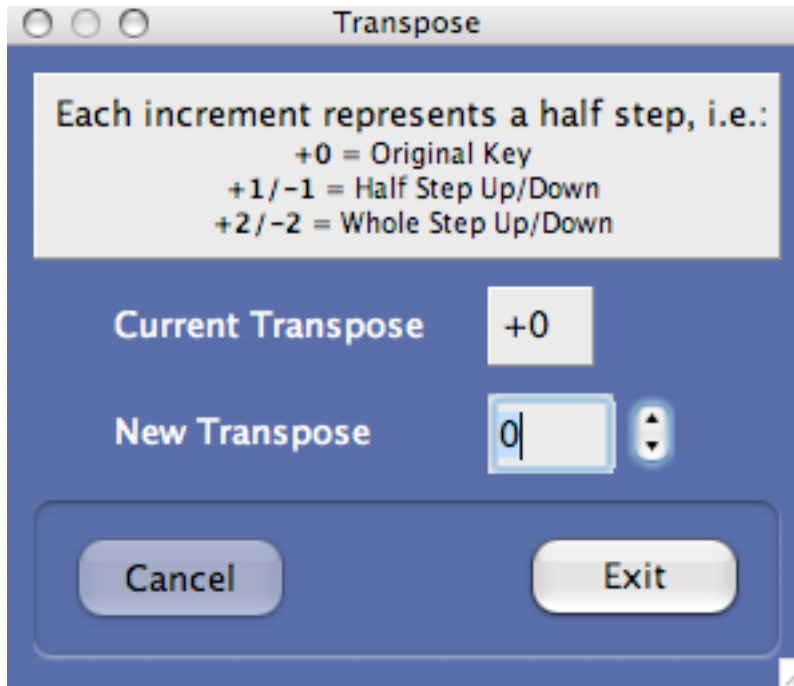 Transpose
Each increment represents a half step, i.e.:
+0 = Original Key
+1/-1 = Half Step Up/Down
+2/-2 = Whole Step Up/Down
Current Transpose +0
New Transpose 0
Cancel Exit